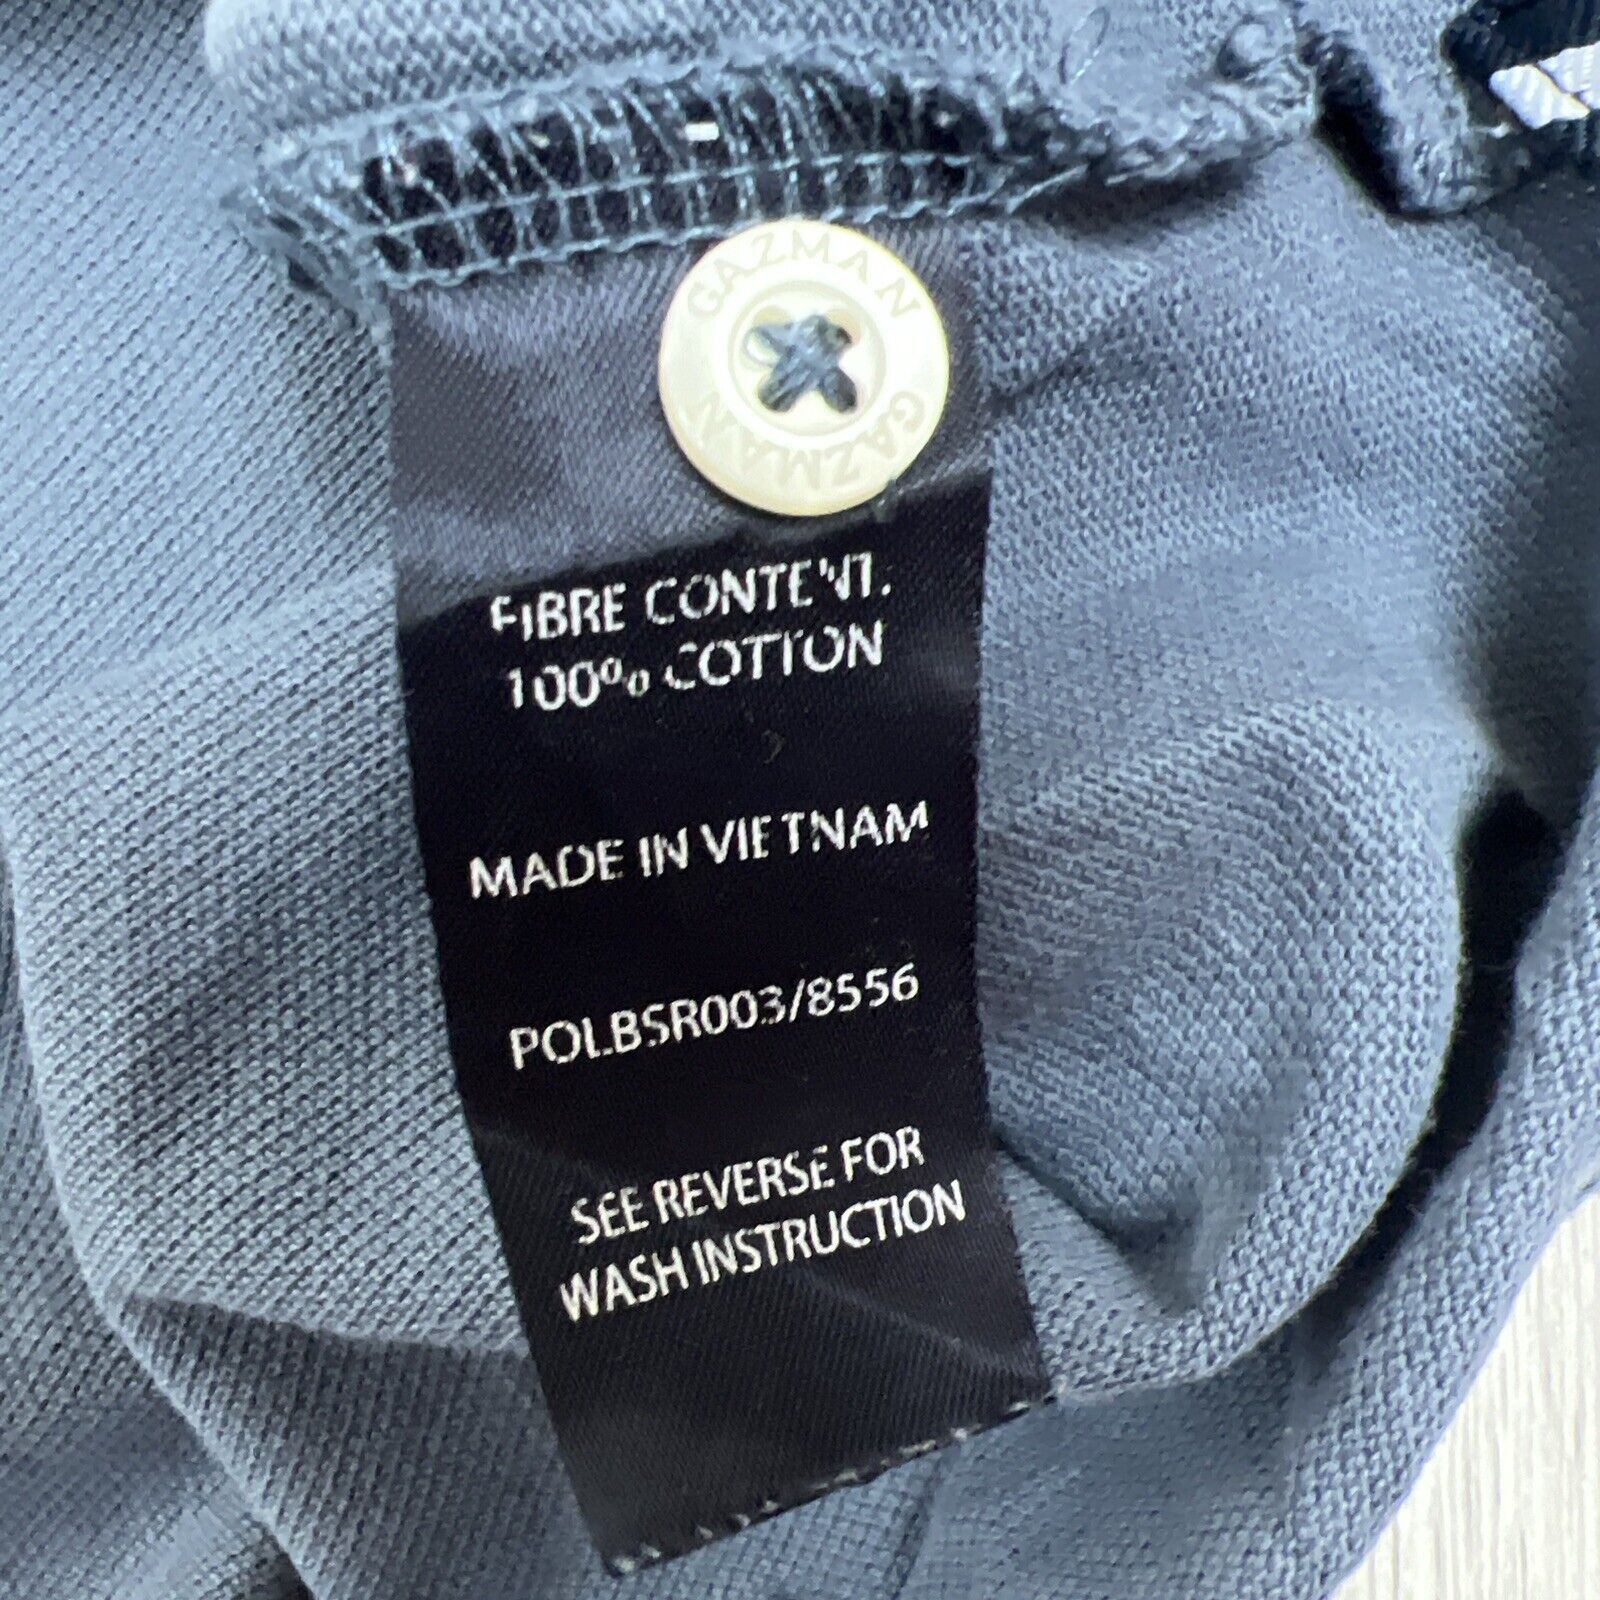 GAZMAN
GAZMAN
FIBRE CONTENT:
100% COTTON
MADE IN VIETNAM
POLBSR003/8556
SEE REVERSE FOR
WASH INSTRUCTION